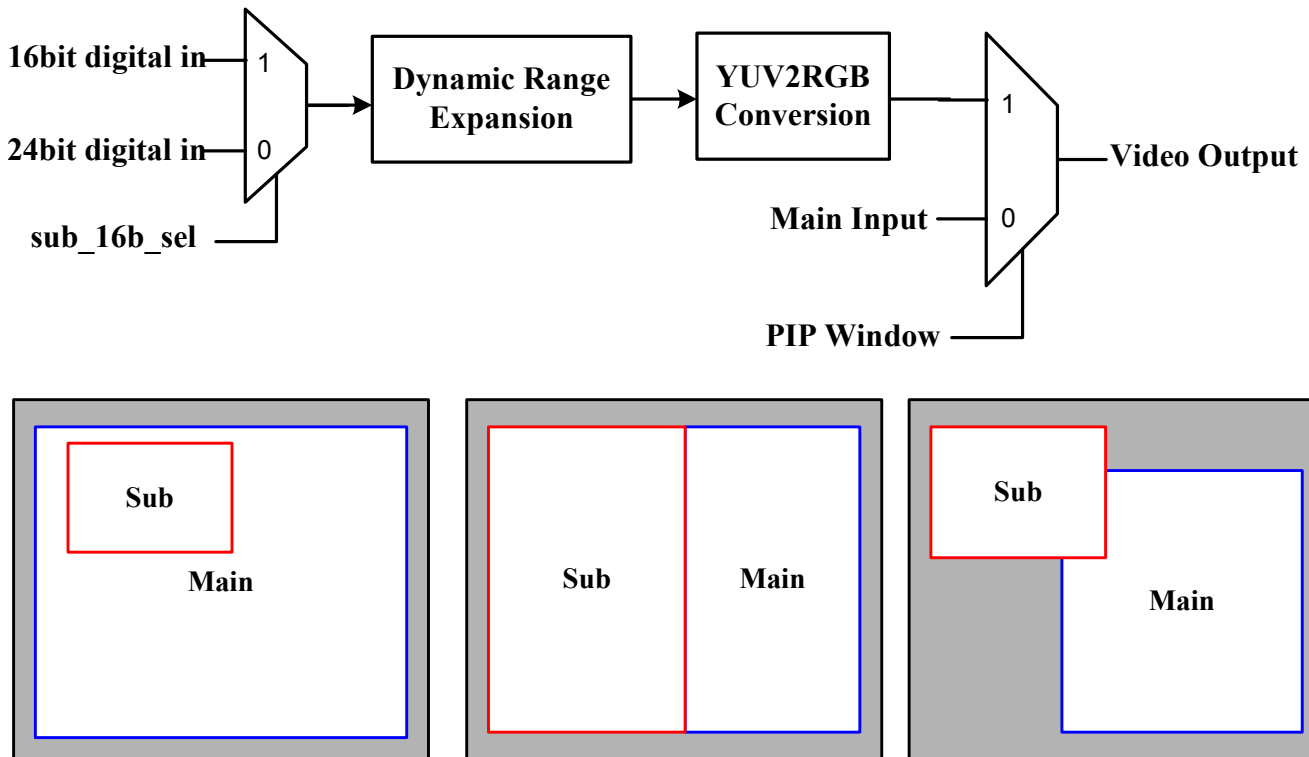 16bit digital in
1
24bit digital in
0
sub_16b_sel
Dynamic Range
Expansion
YUV2RGB
Conversion
1
Main Input
0
PIP Window
Video Output
Sub
Main
Sub
Main
Sub
Main